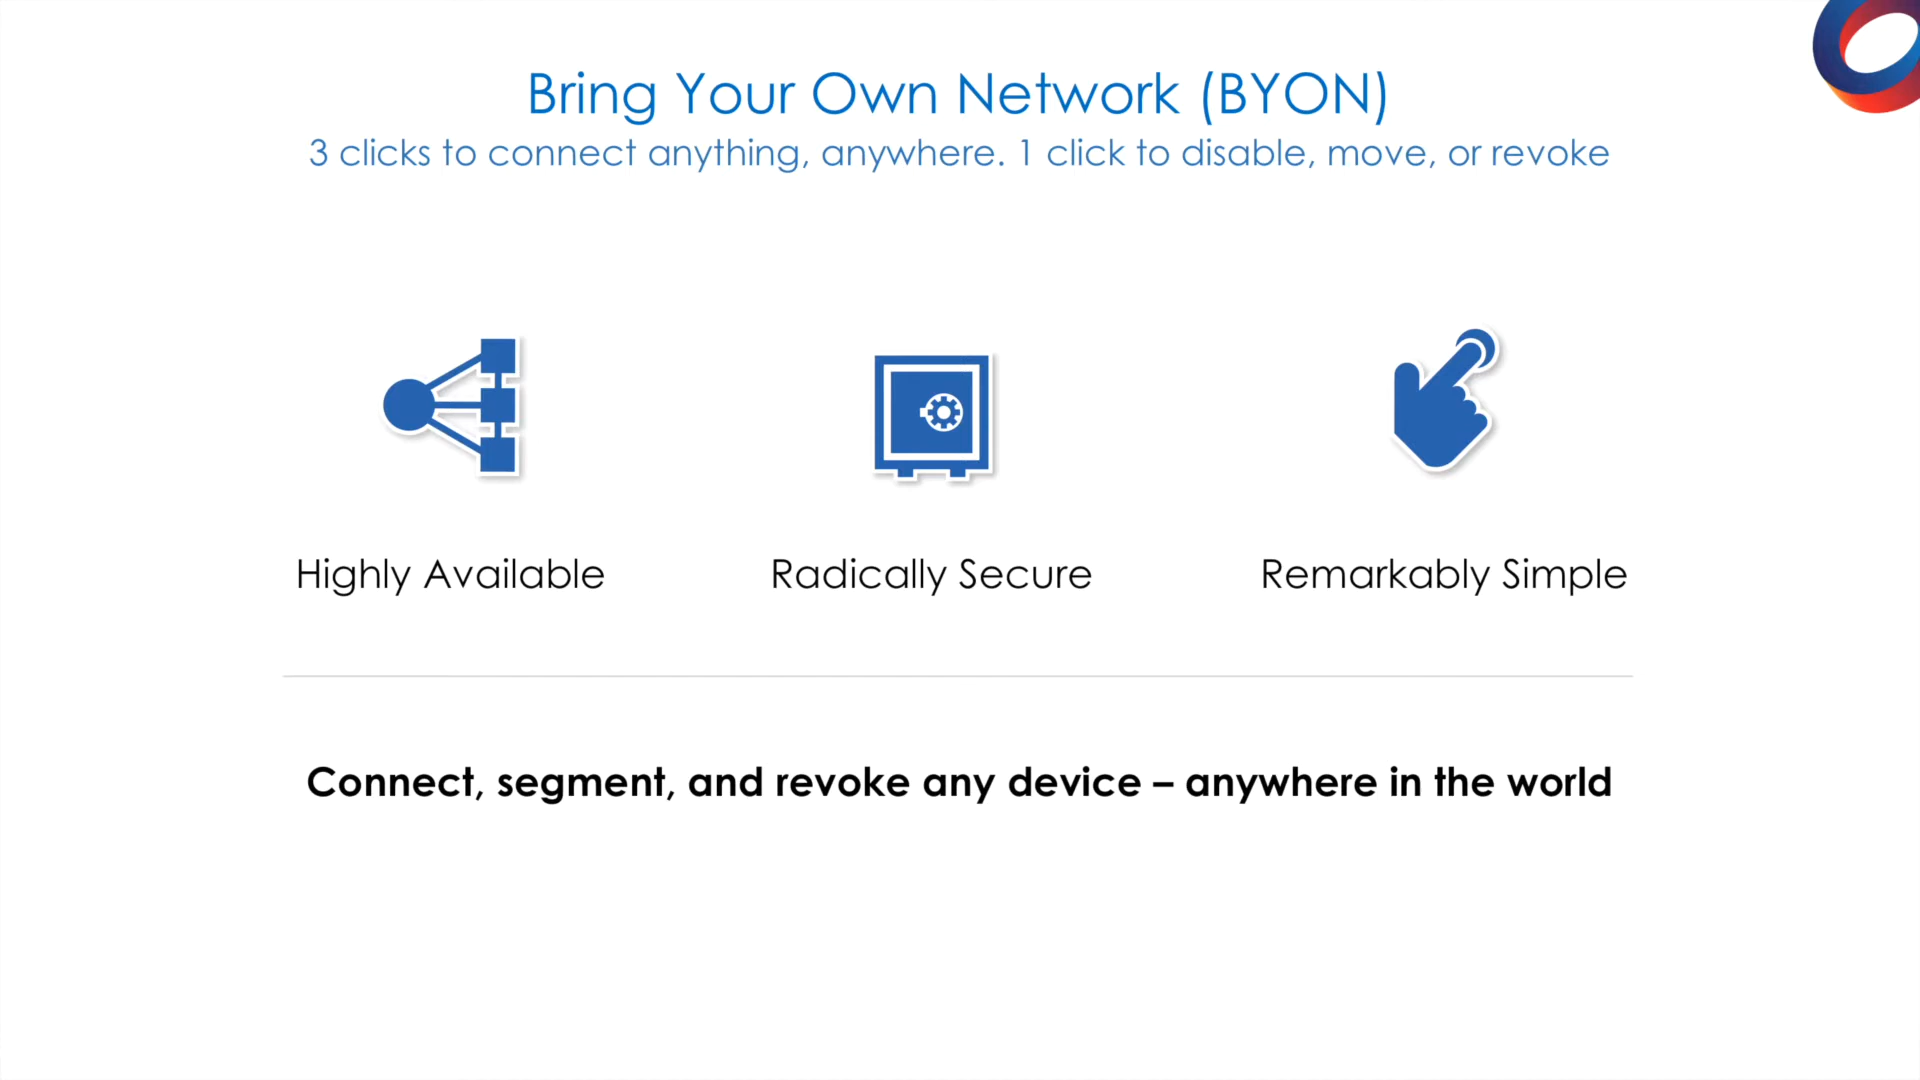 Bring Your Own Network (BYON)
3 clicks to connect anything, anywhere. 1 click to disable, move, or revoke
Highly Available
Radically Secure
Remarkably Simple
Connect, segment, and revoke any device – anywhere in the world